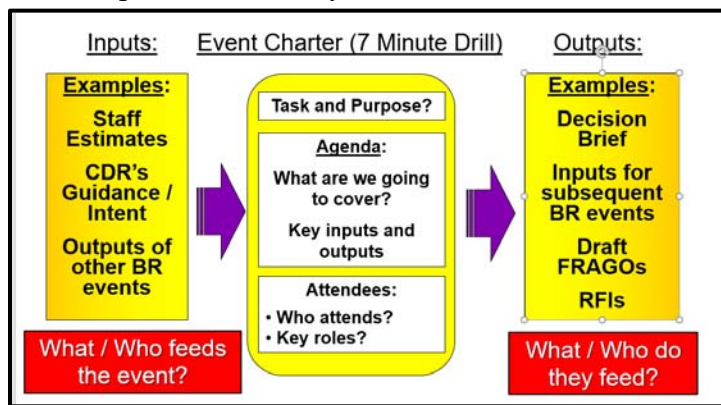 Inputs:
Event Charter (7 Minute Drill)
Outputs:
Examples:
Staff
Estimates
CDR's
Guidance /
Intent
Outputs of
other BR
events
What / Who feeds
the event?
Task and Purpose?
Agenda:
What are we going
to cover?
Key inputs and
outputs
Attendees:
• Who attends?
• Key roles?
Examples:
Decision
Brief
Inputs for
subsequent
BR events
Draft
FRAGOs
RFIs
What / Who do
they feed?